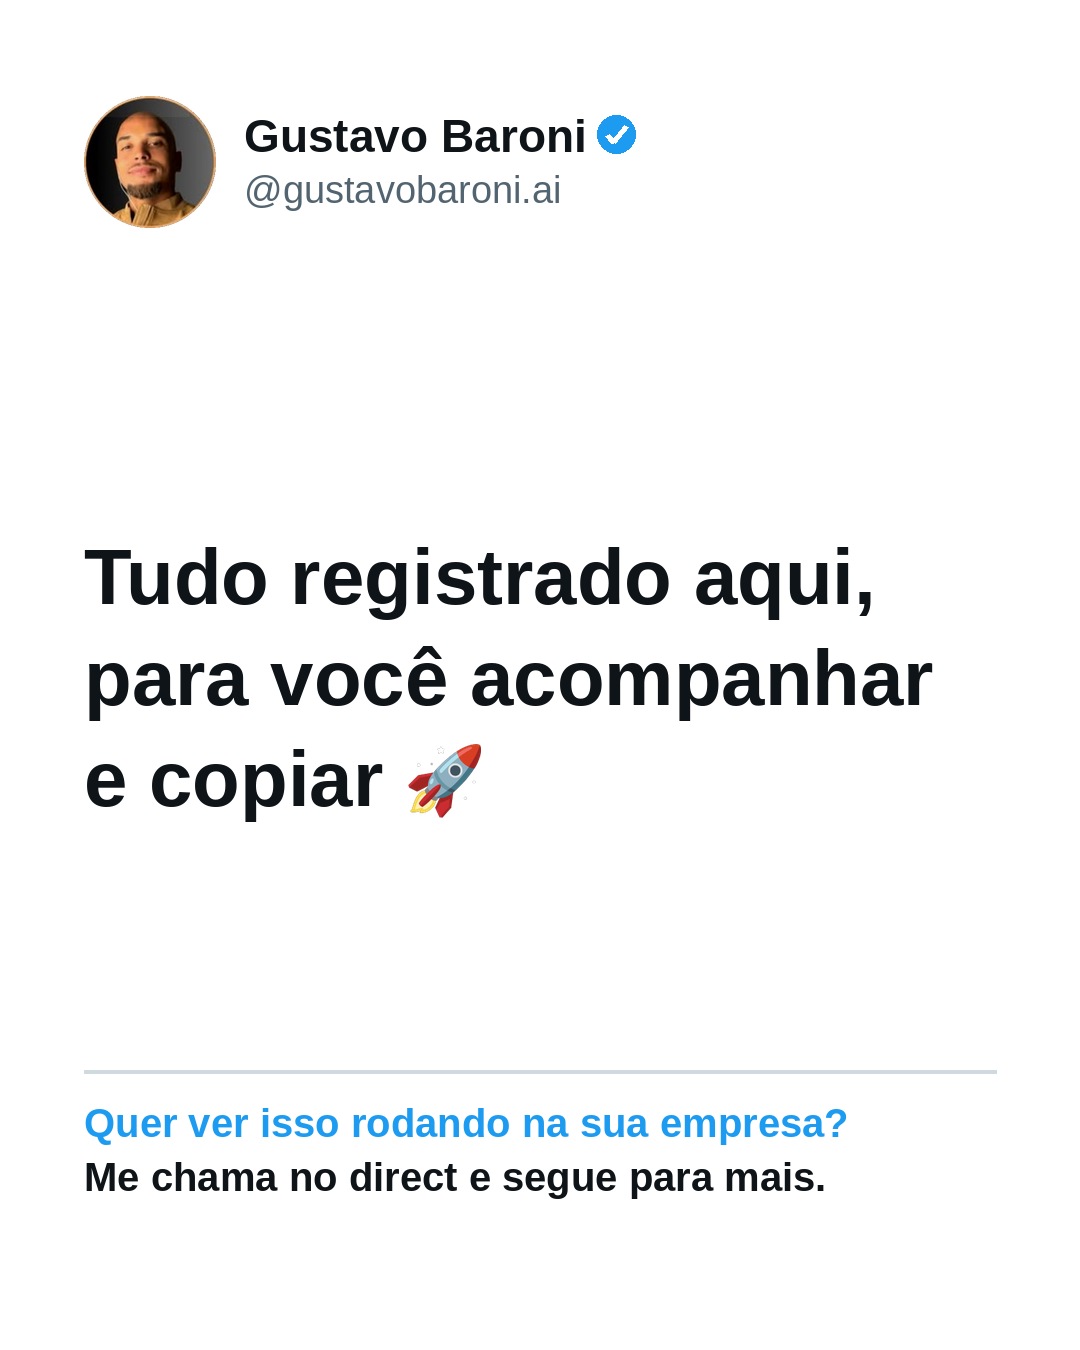 Gustavo Baroni
@gustavobaroni.ai
Tudo registrado aqui,
para você acompanhar
e copiar 🚀
Quer ver isso rodando na sua empresa?
Me chama no direct e segue para mais.